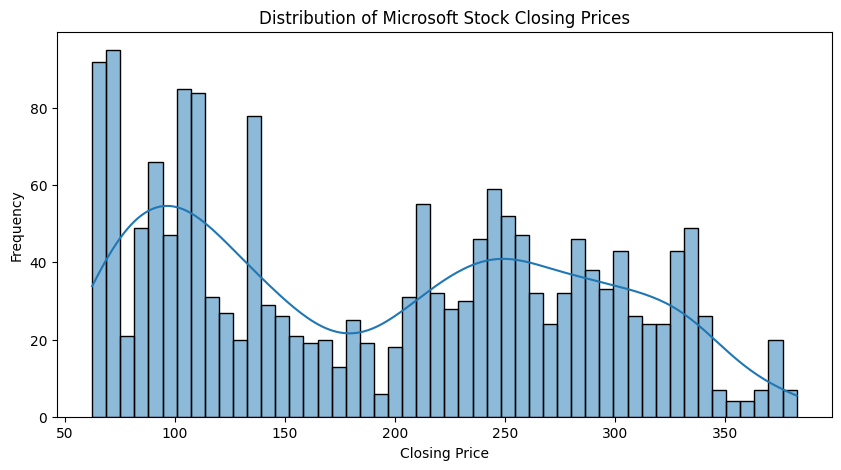 Distribution of Microsoft Stock Closing Prices
Frequency
80
60
40
20
0
50 100 150 200 250 300 350
Closing Price